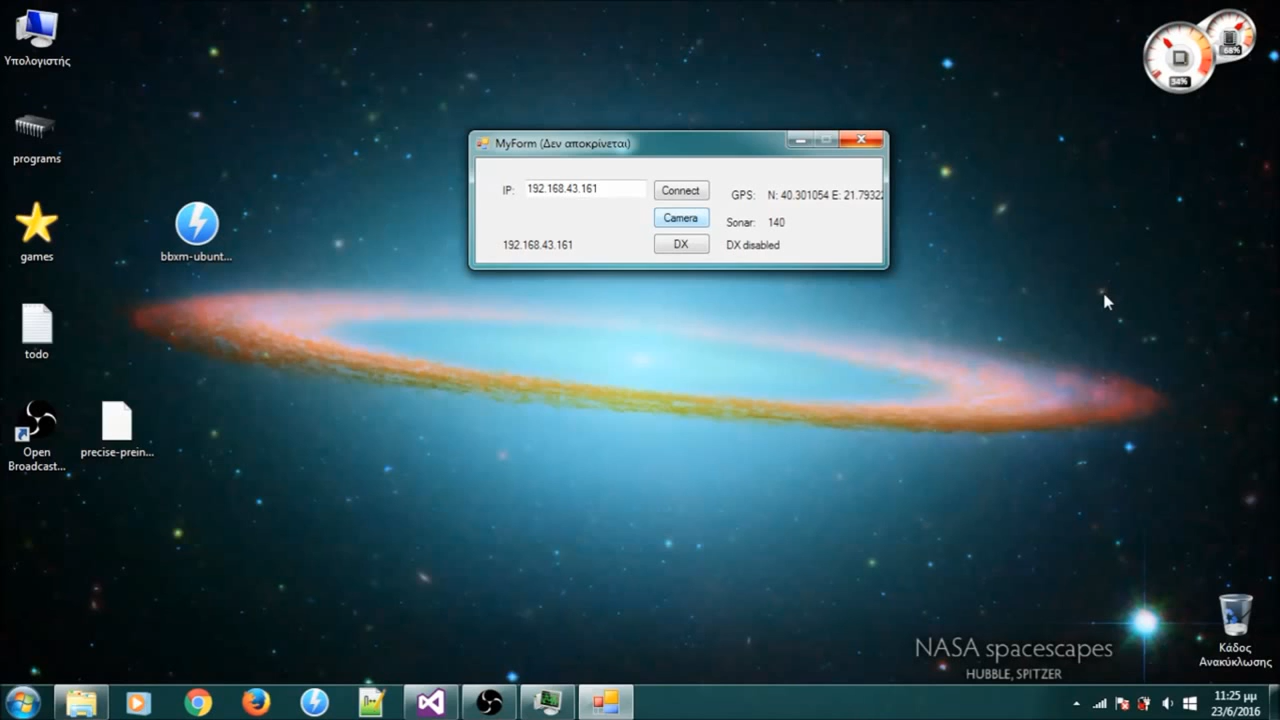 Υπολογιστής
programs
games
bbxm-ubunt...
todo
Open
Broadcast...
precise-prein...
MyForm (Δεν αποκρίνεται)
IP: 192.168.43.161 Connect GPS: N: 40.301054 E: 21.7932
Camera Sonar: 140
192.168.43.161 DX DX disabled
68%
NASA spacescapes
HUBBLE, SPITZER
Κάδος
Ανακύκλωσης
11:25 μμ
23/6/2016